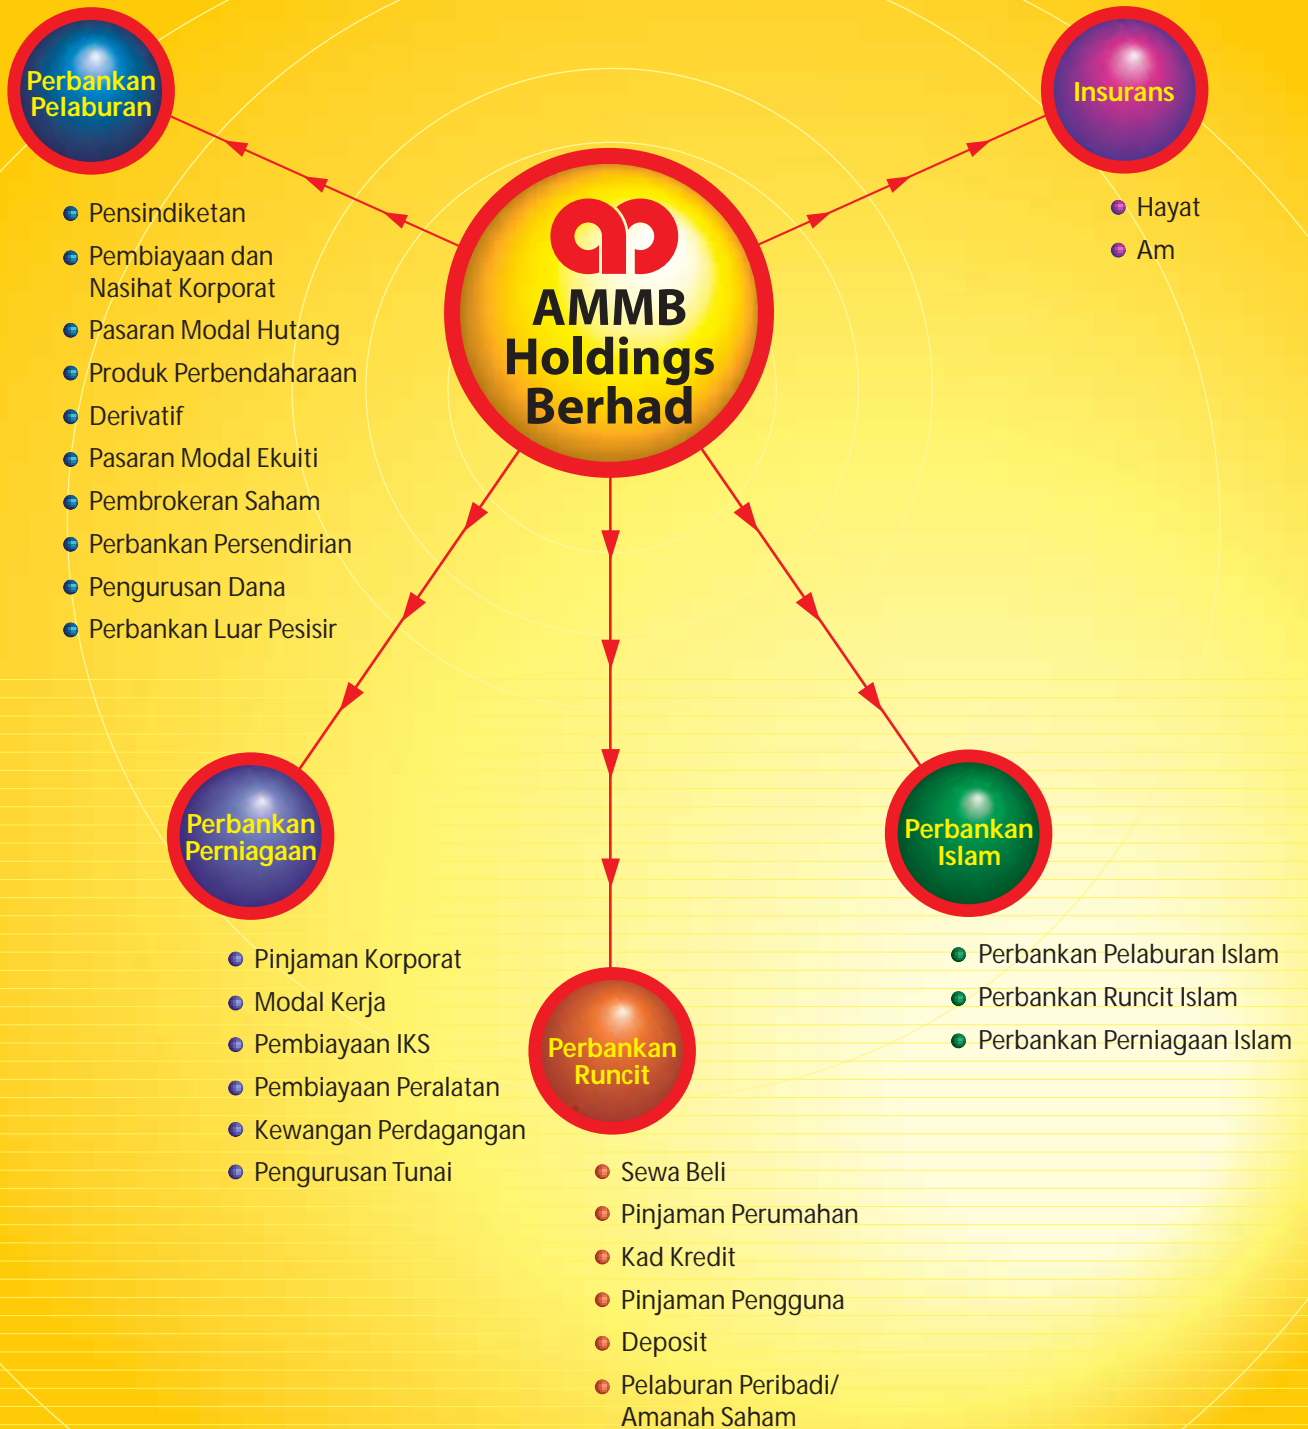 Perbankan
Pelaburan
Pensindiketan
Pembiayaan dan
Nasihat Korporat
Pasaran Modal Hutang
Produk Perbendaharaan
Derivatif
Pasaran Modal Ekuiti
Pembrokeran Saham
Perbankan Persendirian
Pengurusan Dana
Perbankan Luar Pesisir
AMMB
Holdings
Berhad
Insurans
Hayat
Am
Perbankan
Perniagaan
Pinjaman Korporat
Modal Kerja
Pembiayaan IKS
Pembiayaan Peralatan
Kewangan Perdagangan
Pengurusan Tunai
Perbankan
Runcit
Sewa Beli
Pinjaman Perumahan
Kad Kredit
Pinjaman Pengguna
Deposit
Pelaburan Peribadi/
Amanah Saham
Perbankan
Islam
Perbankan Pelaburan Islam
Perbankan Runcit Islam
Perbankan Perniagaan Islam